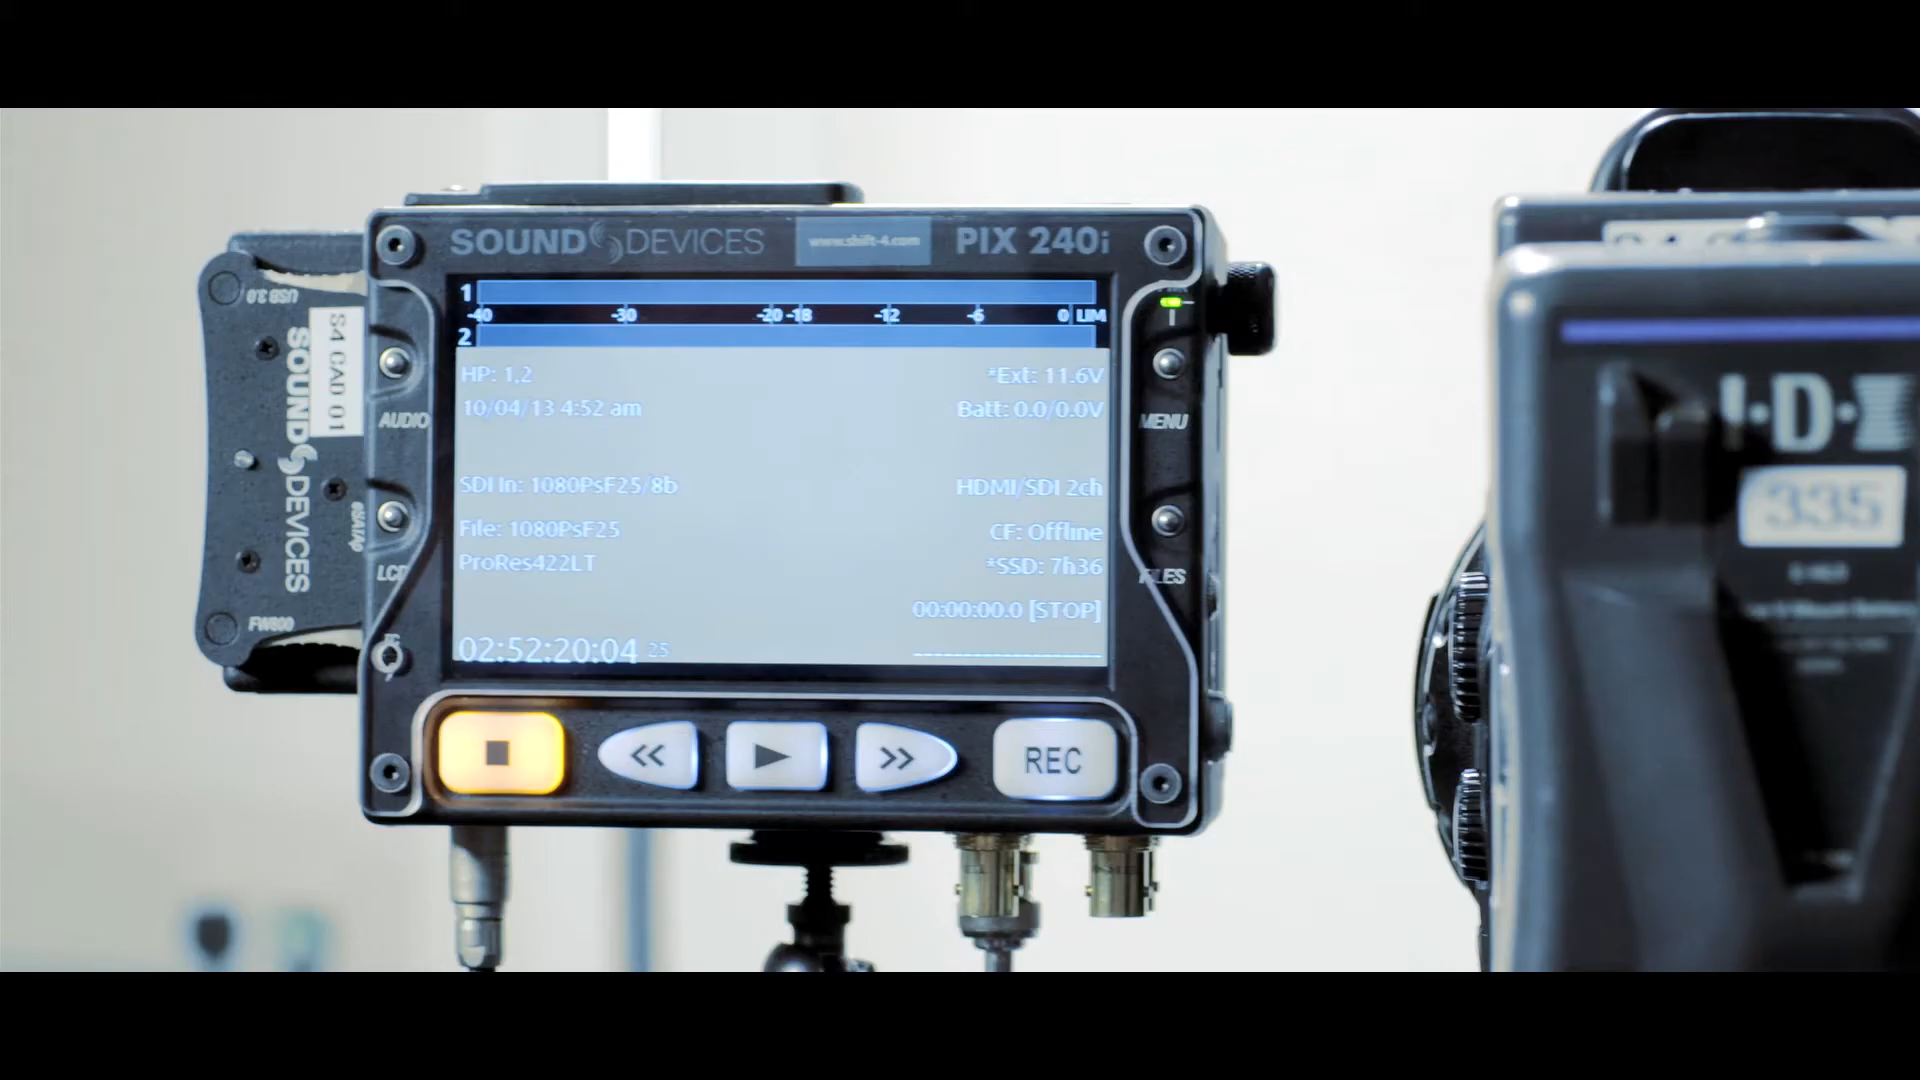 SOUND DEVICES
www.shift-4.com
PIX 240i
1
-40 -30 -20 -18 -12 -6 0 LIM
2
HP: 1,2
*Ext: 11.6V
10/04/13 4:52 am
Batt: 0.0/0.0V
SDI In: 1080PsF25/8b
HDMI/SDI 2ch
File: 1080PsF25
CF: Offline
ProRes422LT
*SSD: 7h36
00:00:00.0 [STOP]
02:52:20:04 25
AUDIO
LCD
TC
MENU
FILES
REC
USB 3.0
S4 CAD 01
SOUND DEVICES
eSATAp
FW800
I·D·X
335